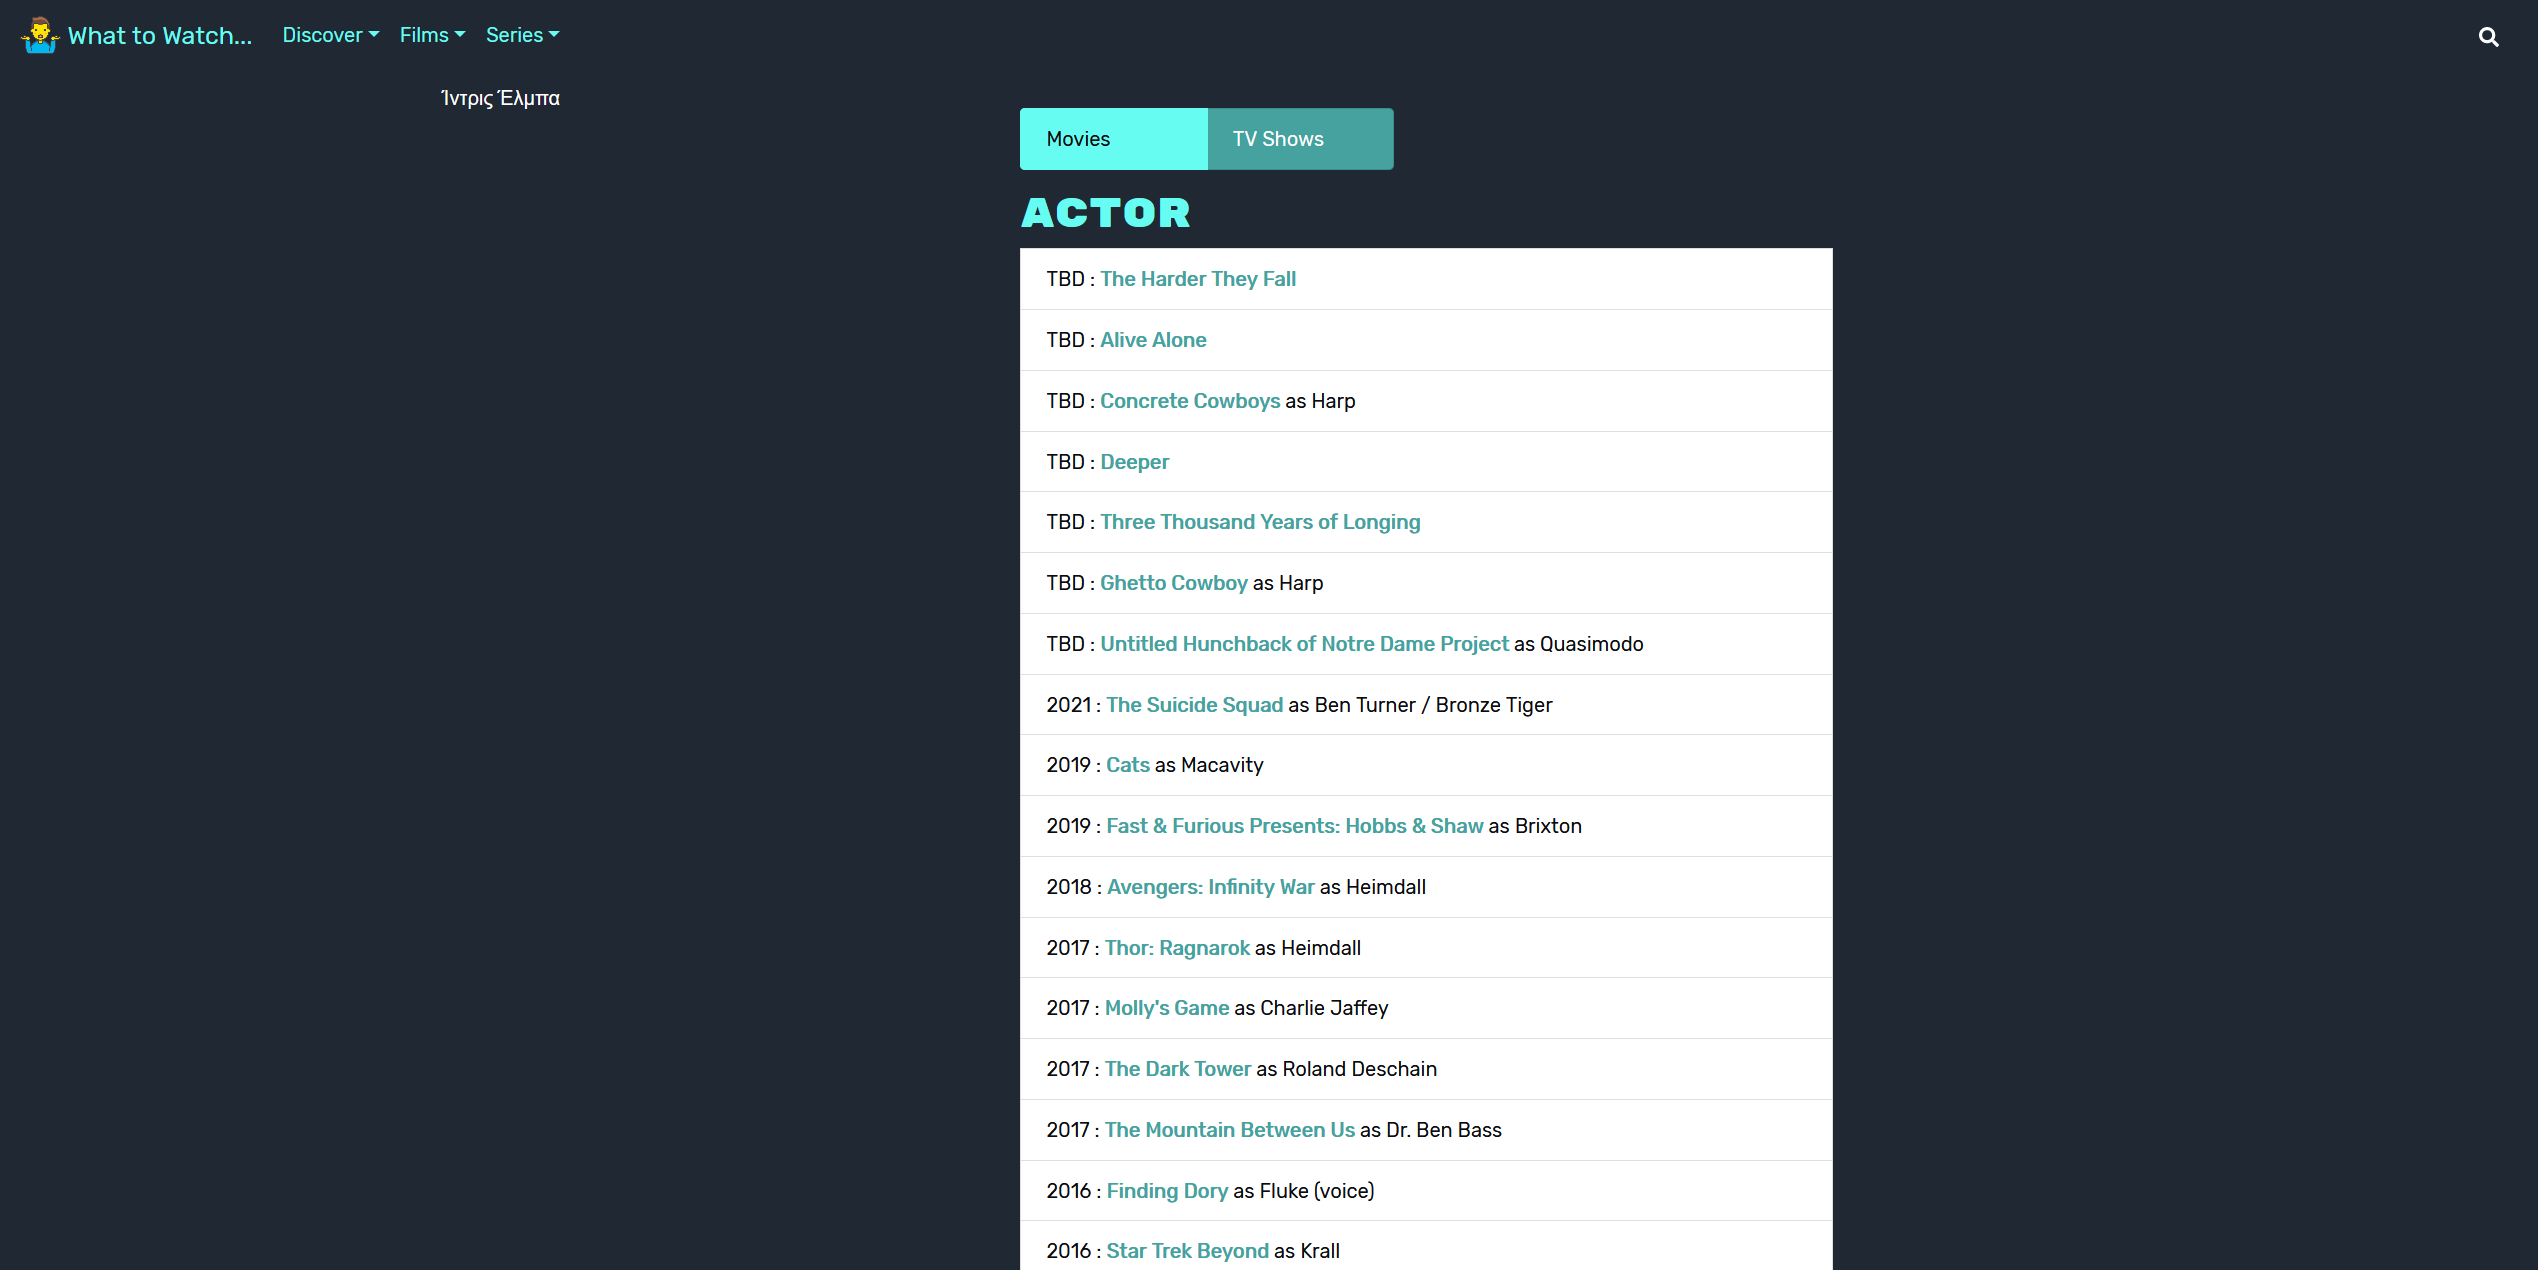 What to Watch... Discover Films Series
Ίντρις Έλμπα
Movies TV Shows
ACTOR
TBD : The Harder They Fall
TBD : Alive Alone
TBD : Concrete Cowboys as Harp
TBD : Deeper
TBD : Three Thousand Years of Longing
TBD : Ghetto Cowboy as Harp
TBD : Untitled Hunchback of Notre Dame Project as Quasimodo
2021 : The Suicide Squad as Ben Turner / Bronze Tiger
2019 : Cats as Macavity
2019 : Fast & Furious Presents: Hobbs & Shaw as Brixton
2018 : Avengers: Infinity War as Heimdall
2017 : Thor: Ragnarok as Heimdall
2017 : Molly's Game as Charlie Jaffey
2017 : The Dark Tower as Roland Deschain
2017 : The Mountain Between Us as Dr. Ben Bass
2016 : Finding Dory as Fluke (voice)
2016 : Star Trek Beyond as Krall